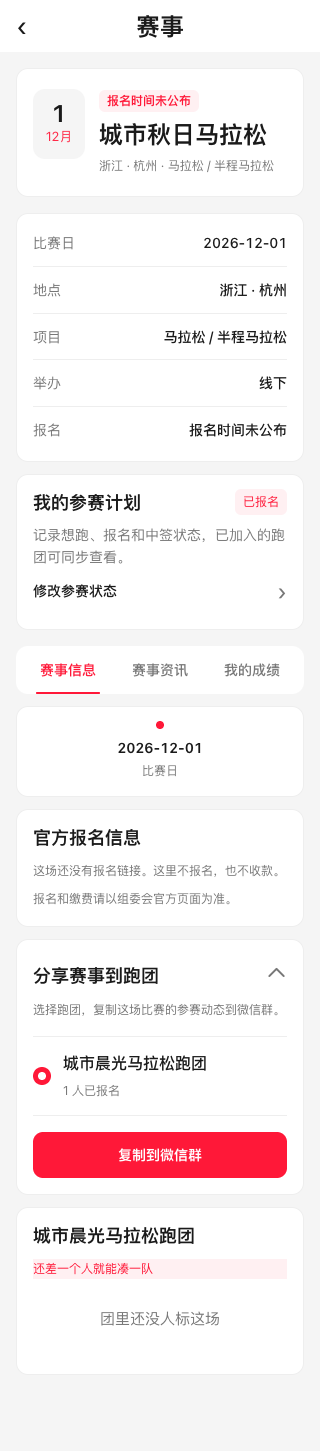 赛事
1
12月
报名时间未公布
城市秋日马拉松
浙江 · 杭州 · 马拉松 / 半程马拉松
比赛日
2026-12-01
地点
浙江 · 杭州
项目
马拉松 / 半程马拉松
举办
线下
报名
报名时间未公布
我的参赛计划
已报名
记录想跑、报名和中签状态，已加入的跑
团可同步查看。
修改参赛状态
赛事信息
赛事资讯
我的成绩
2026-12-01
比赛日
官方报名信息
这场还没有报名链接。这里不报名，也不收款。
报名和缴费请以组委会官方页面为准。
分享赛事到跑团
选择跑团，复制这场比赛的参赛动态到微信群。
城市晨光马拉松跑团
1 人已报名
复制到微信群
城市晨光马拉松跑团
还差一个人就能凑一队
团里还没人标这场